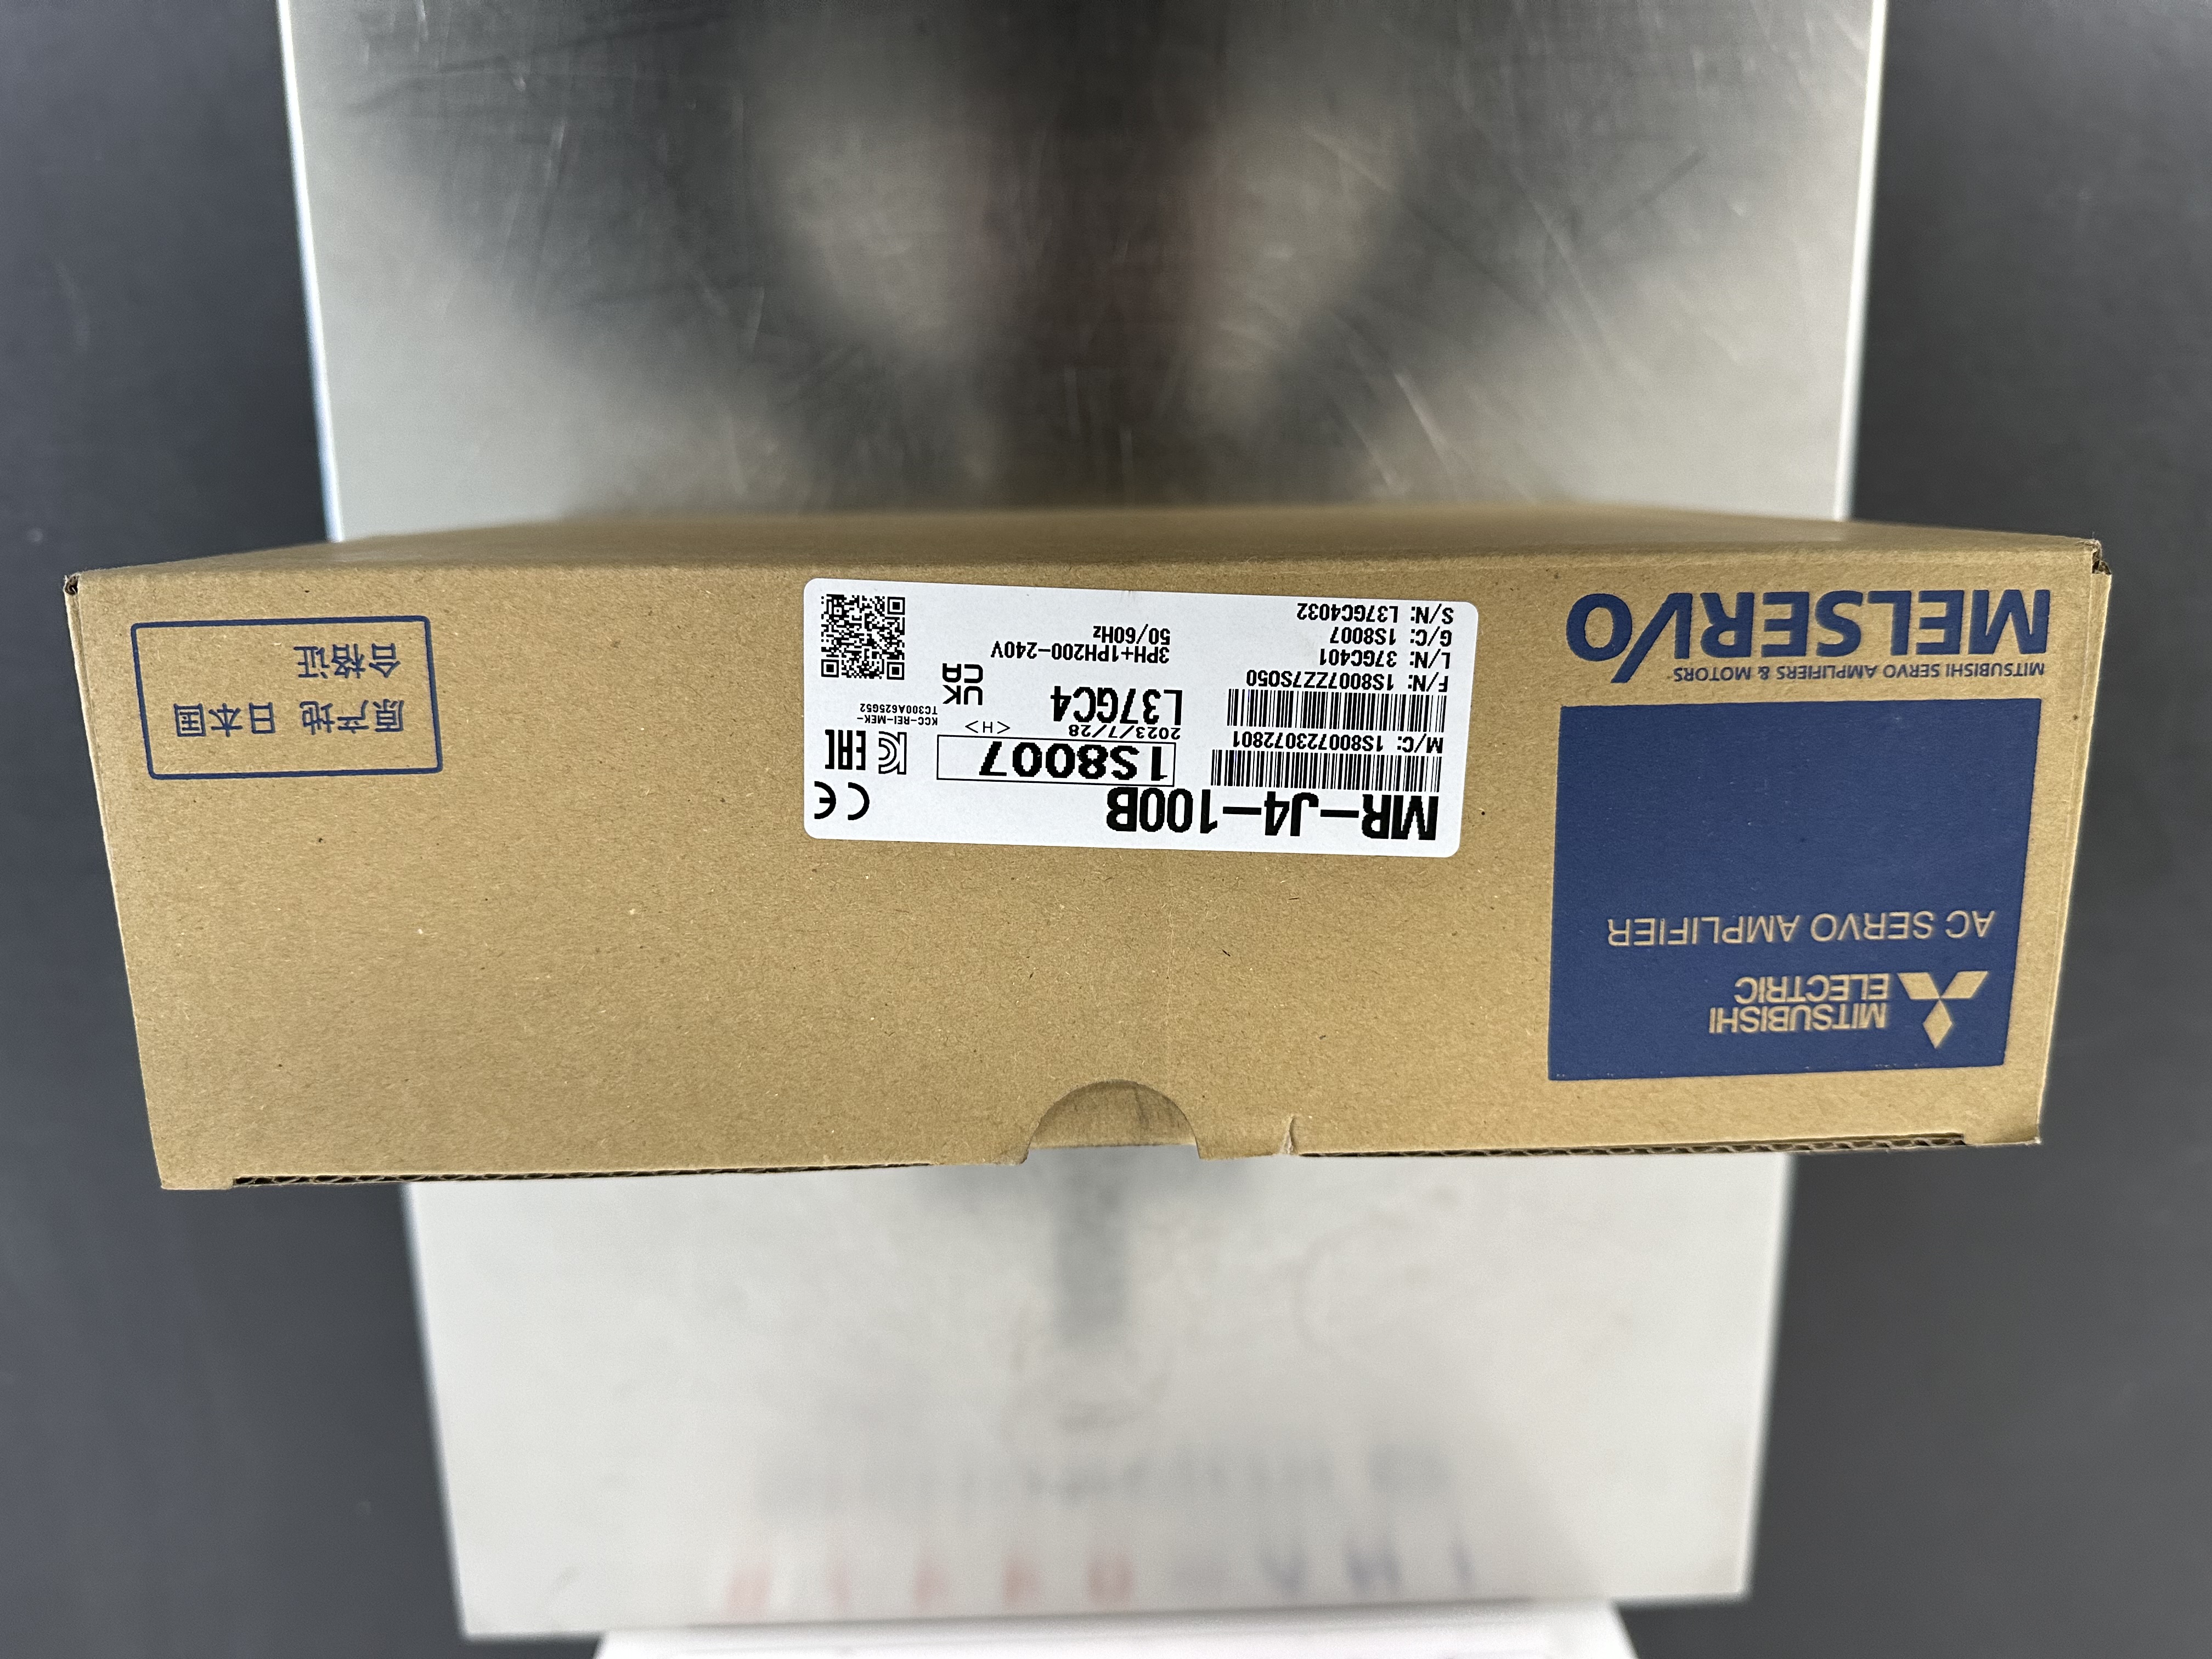 MITSUBISHI
ELECTRIC
AC SERVO AMPLIFIER
MITSUBISHI SERVO AMPLIFIERS & MOTORS
MELSERVO
MR-J4-100B
M/C: 1S800723072801
F/N: 1S8007ZZ7S050
L/N: 37GC401
G/C: 1S8007
S/N: L37GC4032
1S8007
2023/7/28
<H>
L37GC4
3PH+1PH200-240V
50/60Hz
CE
EAC
KCC-REI-MEK-
TC300A625G52
UK
CA
原产地 日本国
合格证